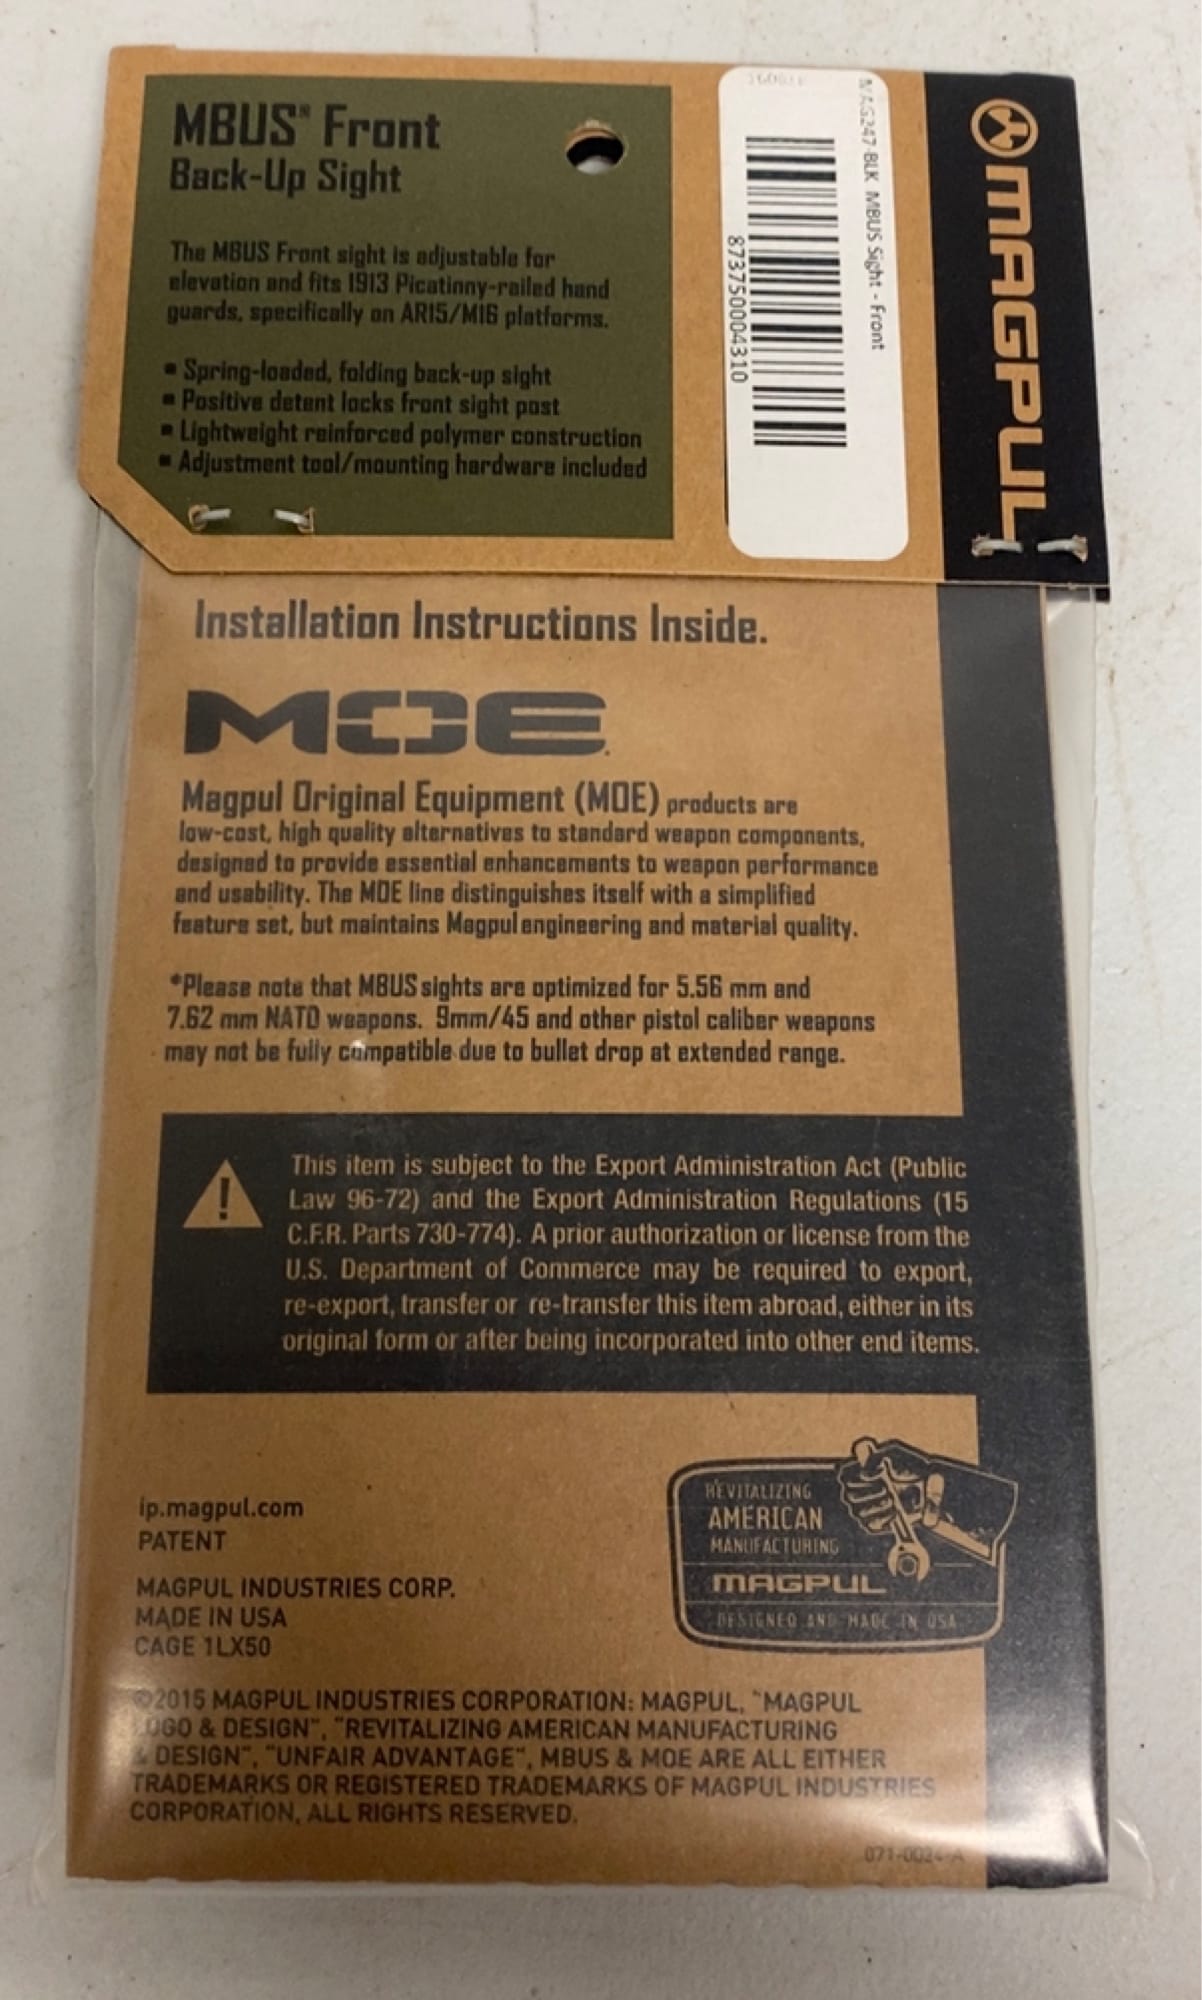 MBUS® Front
Back-Up Sight
The MBUS Front sight is adjustable for
elevation and fits 1913 Picatinny-railed hand
guards, specifically on AR15/M16 platforms.
▪ Spring-loaded, folding back-up sight
▪ Positive detent locks front sight post
▪ Lightweight reinforced polymer construction
▪ Adjustment tool/mounting hardware included
MAG247-BLK MBUS Sight - Front
873750004310
MAGPUL
Installation Instructions Inside.
MOE.
Magpul Original Equipment (MOE) products are
low-cost, high quality alternatives to standard weapon components,
designed to provide essential enhancements to weapon performance
and usability. The MOE line distinguishes itself with a simplified
feature set, but maintains Magpul engineering and material quality.
*Please note that MBUS sights are optimized for 5.56 mm and
7.62 mm NATO weapons. 9mm/45 and other pistol caliber weapons
may not be fully compatible due to bullet drop at extended range.
This item is subject to the Export Administration Act (Public
Law 96-72) and the Export Administration Regulations (15
C.F.R. Parts 730-774). A prior authorization or license from the
U.S. Department of Commerce may be required to export,
re-export, transfer or re-transfer this item abroad, either in its
original form or after being incorporated into other end items.
ip.magpul.com
PATENT
MAGPUL INDUSTRIES CORP.
MADE IN USA
CAGE 1LX50
REVITALIZING
AMERICAN
MANUFACTURING
MAGPUL
DESIGNED AND MADE IN USA
©2015 MAGPUL INDUSTRIES CORPORATION: MAGPUL, "MAGPUL
LOGO & DESIGN", "REVITALIZING AMERICAN MANUFACTURING
& DESIGN", "UNFAIR ADVANTAGE", MBUS & MOE ARE ALL EITHER
TRADEMARKS OR REGISTERED TRADEMARKS OF MAGPUL INDUSTRIES
CORPORATION, ALL RIGHTS RESERVED.